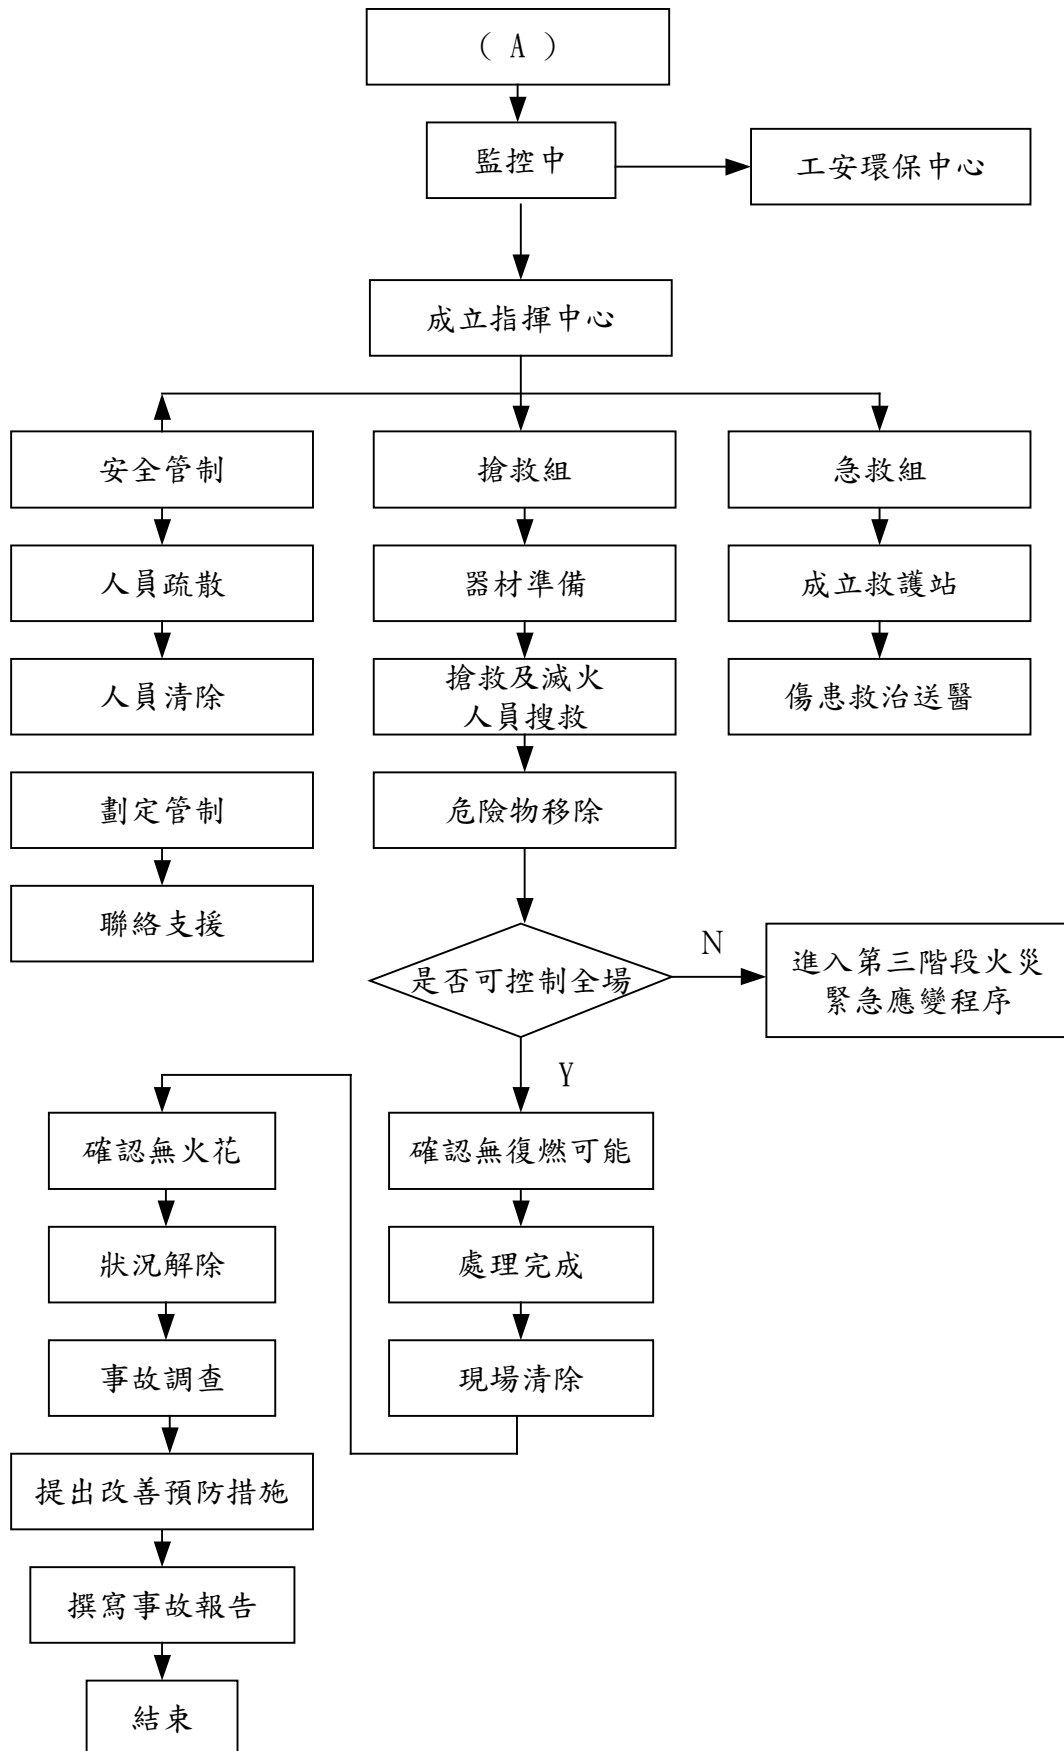 ( A )
監控中
工安環保中心
成立指揮中心
安全管制
搶救組
急救組
人員疏散
器材準備
成立救護站
人員清除
搶救及滅火
人員搜救
傷患救治送醫
劃定管制
危險物移除
聯絡支援
是否可控制全場
N
進入第三階段火災
緊急應變程序
Y
確認無火花
確認無復燃可能
狀況解除
處理完成
事故調查
現場清除
提出改善預防措施
撰寫事故報告
結束